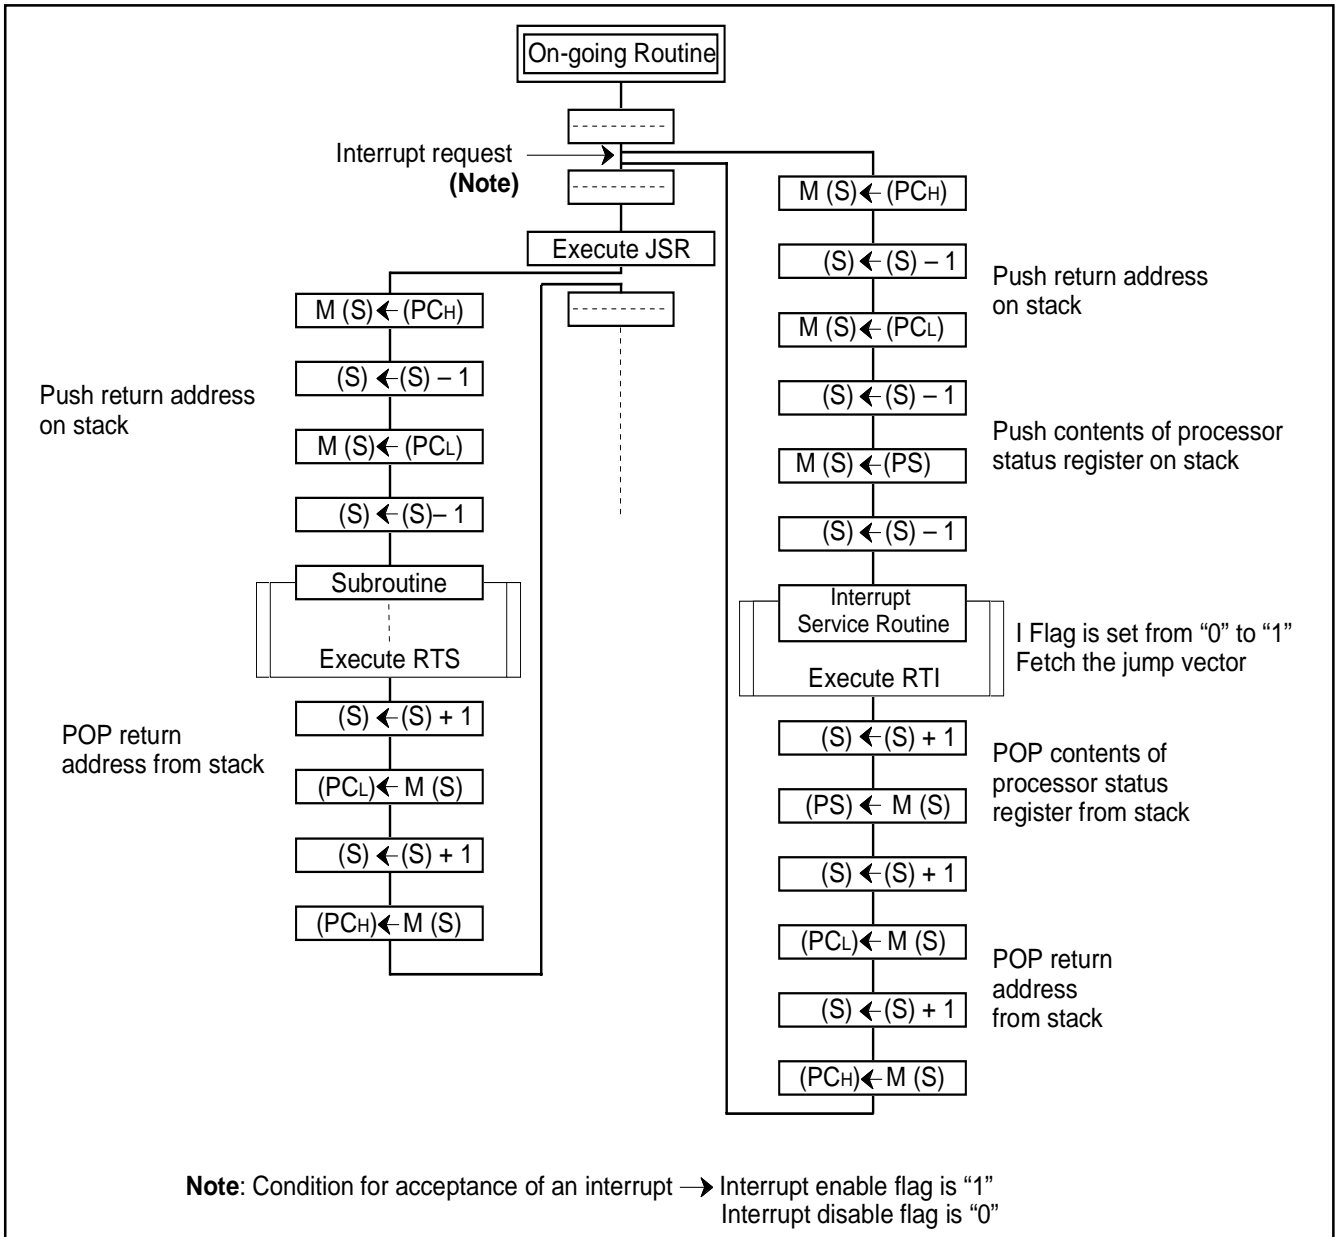 On-going Routine
Interrupt request
(Note)
Execute JSR
M (S) ← (PCH)
(S) ← (S) – 1
M (S) ← (PCL)
(S) ← (S)– 1
Push return address
on stack
Subroutine
Execute RTS
(S) ← (S) + 1
(PCL) ← M (S)
(S) ← (S) + 1
(PCH) ← M (S)
POP return
address from stack
M (S) ← (PCH)
(S) ← (S) – 1
M (S) ← (PCL)
(S) ← (S) – 1
M (S) ← (PS)
(S) ← (S) – 1
Push return address
on stack
Push contents of processor
status register on stack
Interrupt
Service Routine
Execute RTI
I Flag is set from “0” to “1”
Fetch the jump vector
(S) ← (S) + 1
(PS) ← M (S)
(S) ← (S) + 1
(PCL) ← M (S)
(S) ← (S) + 1
(PCH) ← M (S)
POP contents of
processor status
register from stack
POP return
address
from stack
Note: Condition for acceptance of an interrupt → Interrupt enable flag is “1”
Interrupt disable flag is “0”